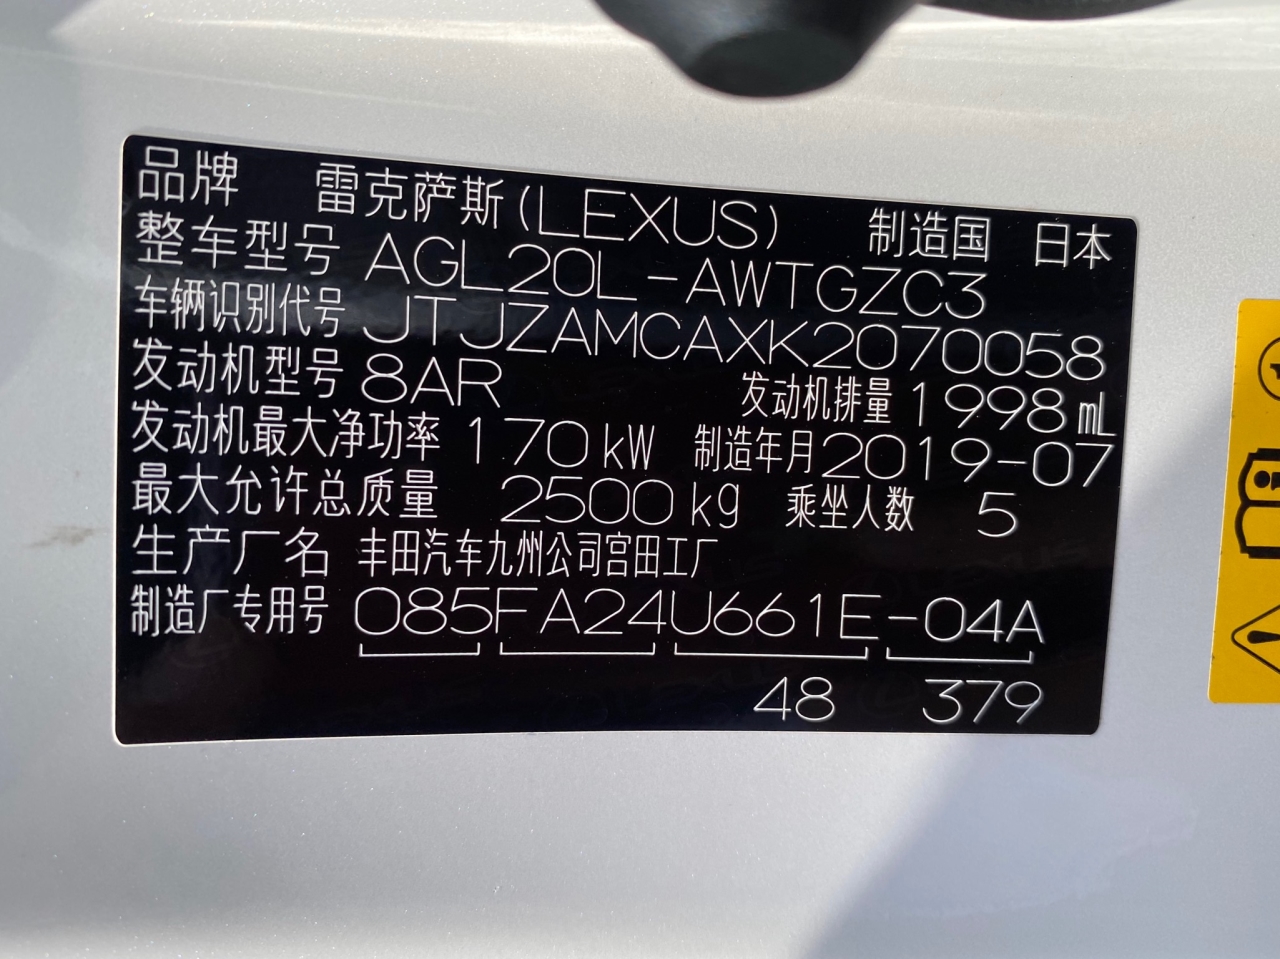 品牌 雷克萨斯(LEXUS) 制造国 日本
整车型号 AGL20L-AWTGZC3
车辆识别代号 JTJZAMCAXK2070058
发动机型号 8AR 发动机排量 1998mL
发动机最大净功率 170kW 制造年月 2019-07
最大允许总质量 2500kg 乘坐人数 5
生产厂名 丰田汽车九州公司宫田工厂
制造厂专用号 085FA24U661E-04A
48 379